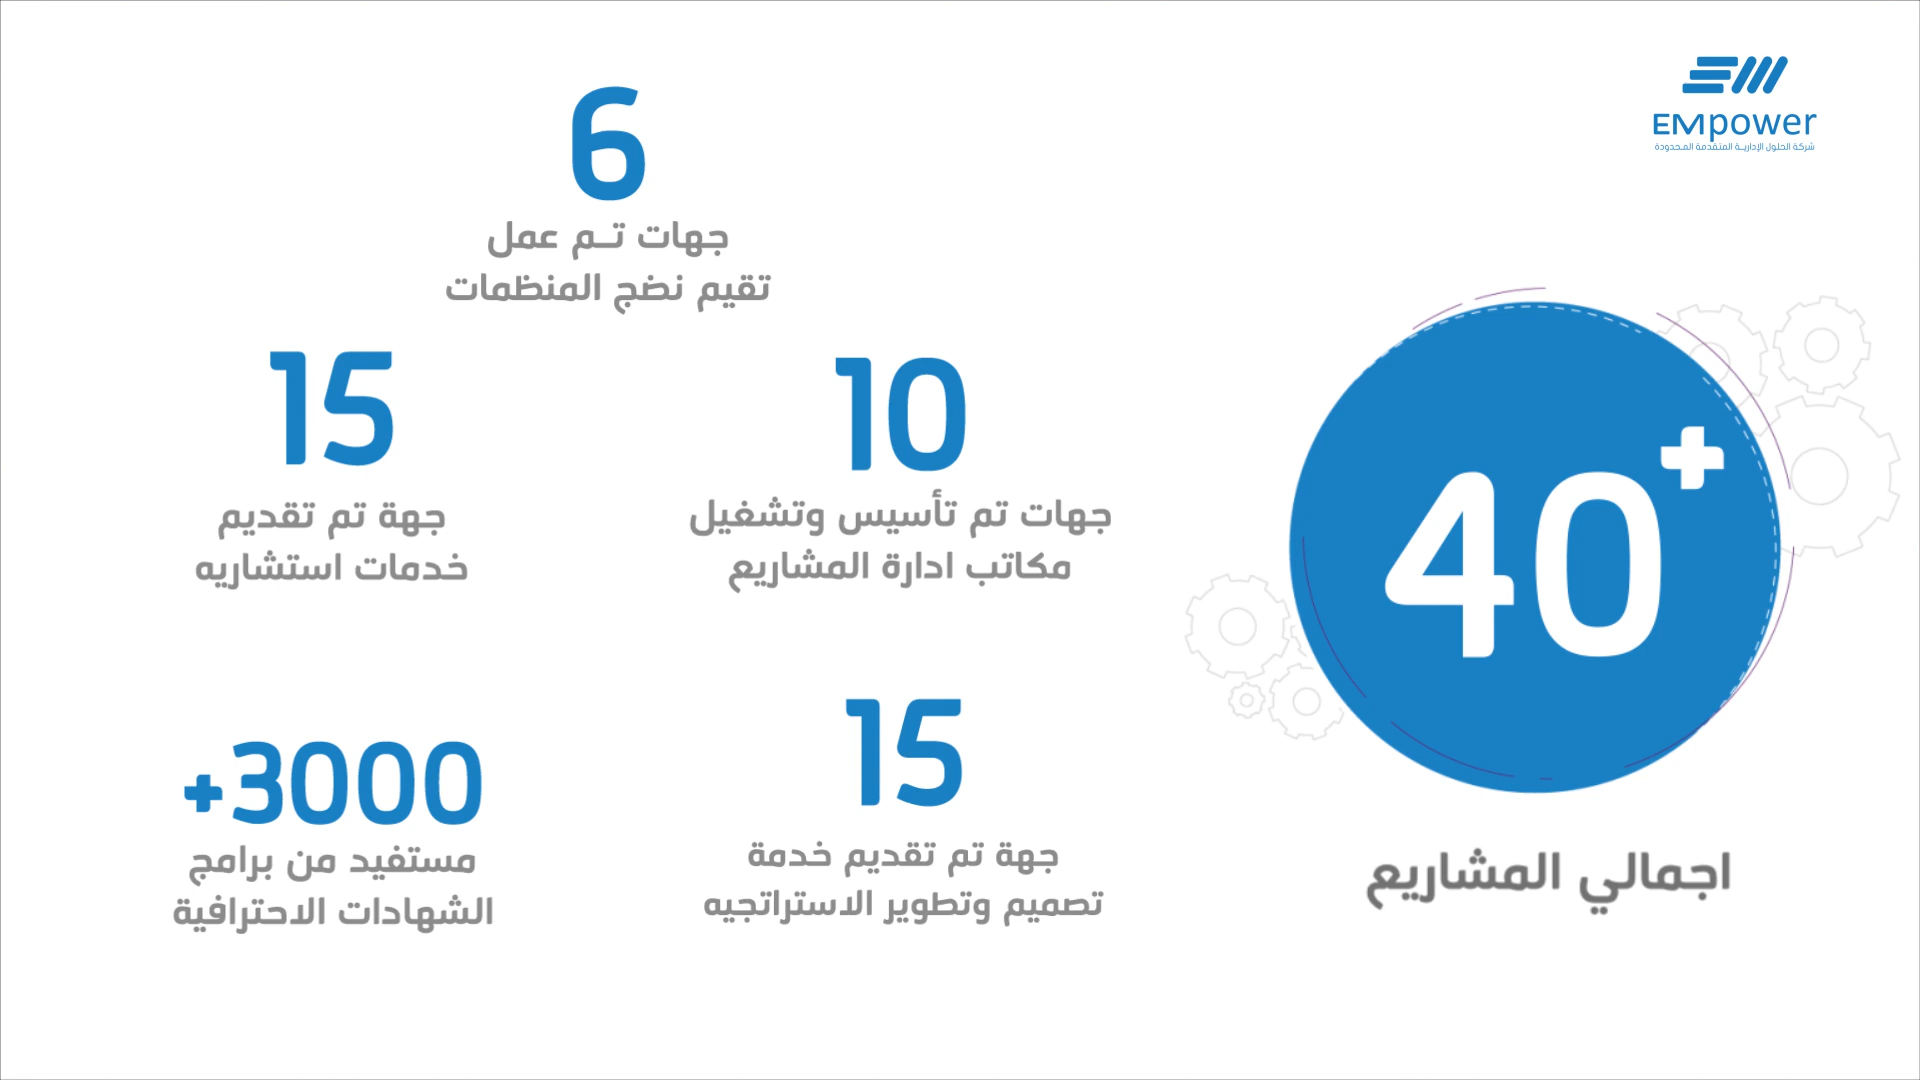 EMpower
شركة الحلول الإدارية المتقدمة المحدودة
40+
اجمالي المشاريع
6
جهات تم عمل
تقيم نضج المنظمات
10
جهات تم تأسيس وتشغيل
مكاتب ادارة المشاريع
15
جهة تم تقديم
خدمات استشاريه
15
جهة تم تقديم خدمة
تصميم وتطوير الاستراتجيه
+3000
مستفيد من برامج
الشهادات الاحترافية